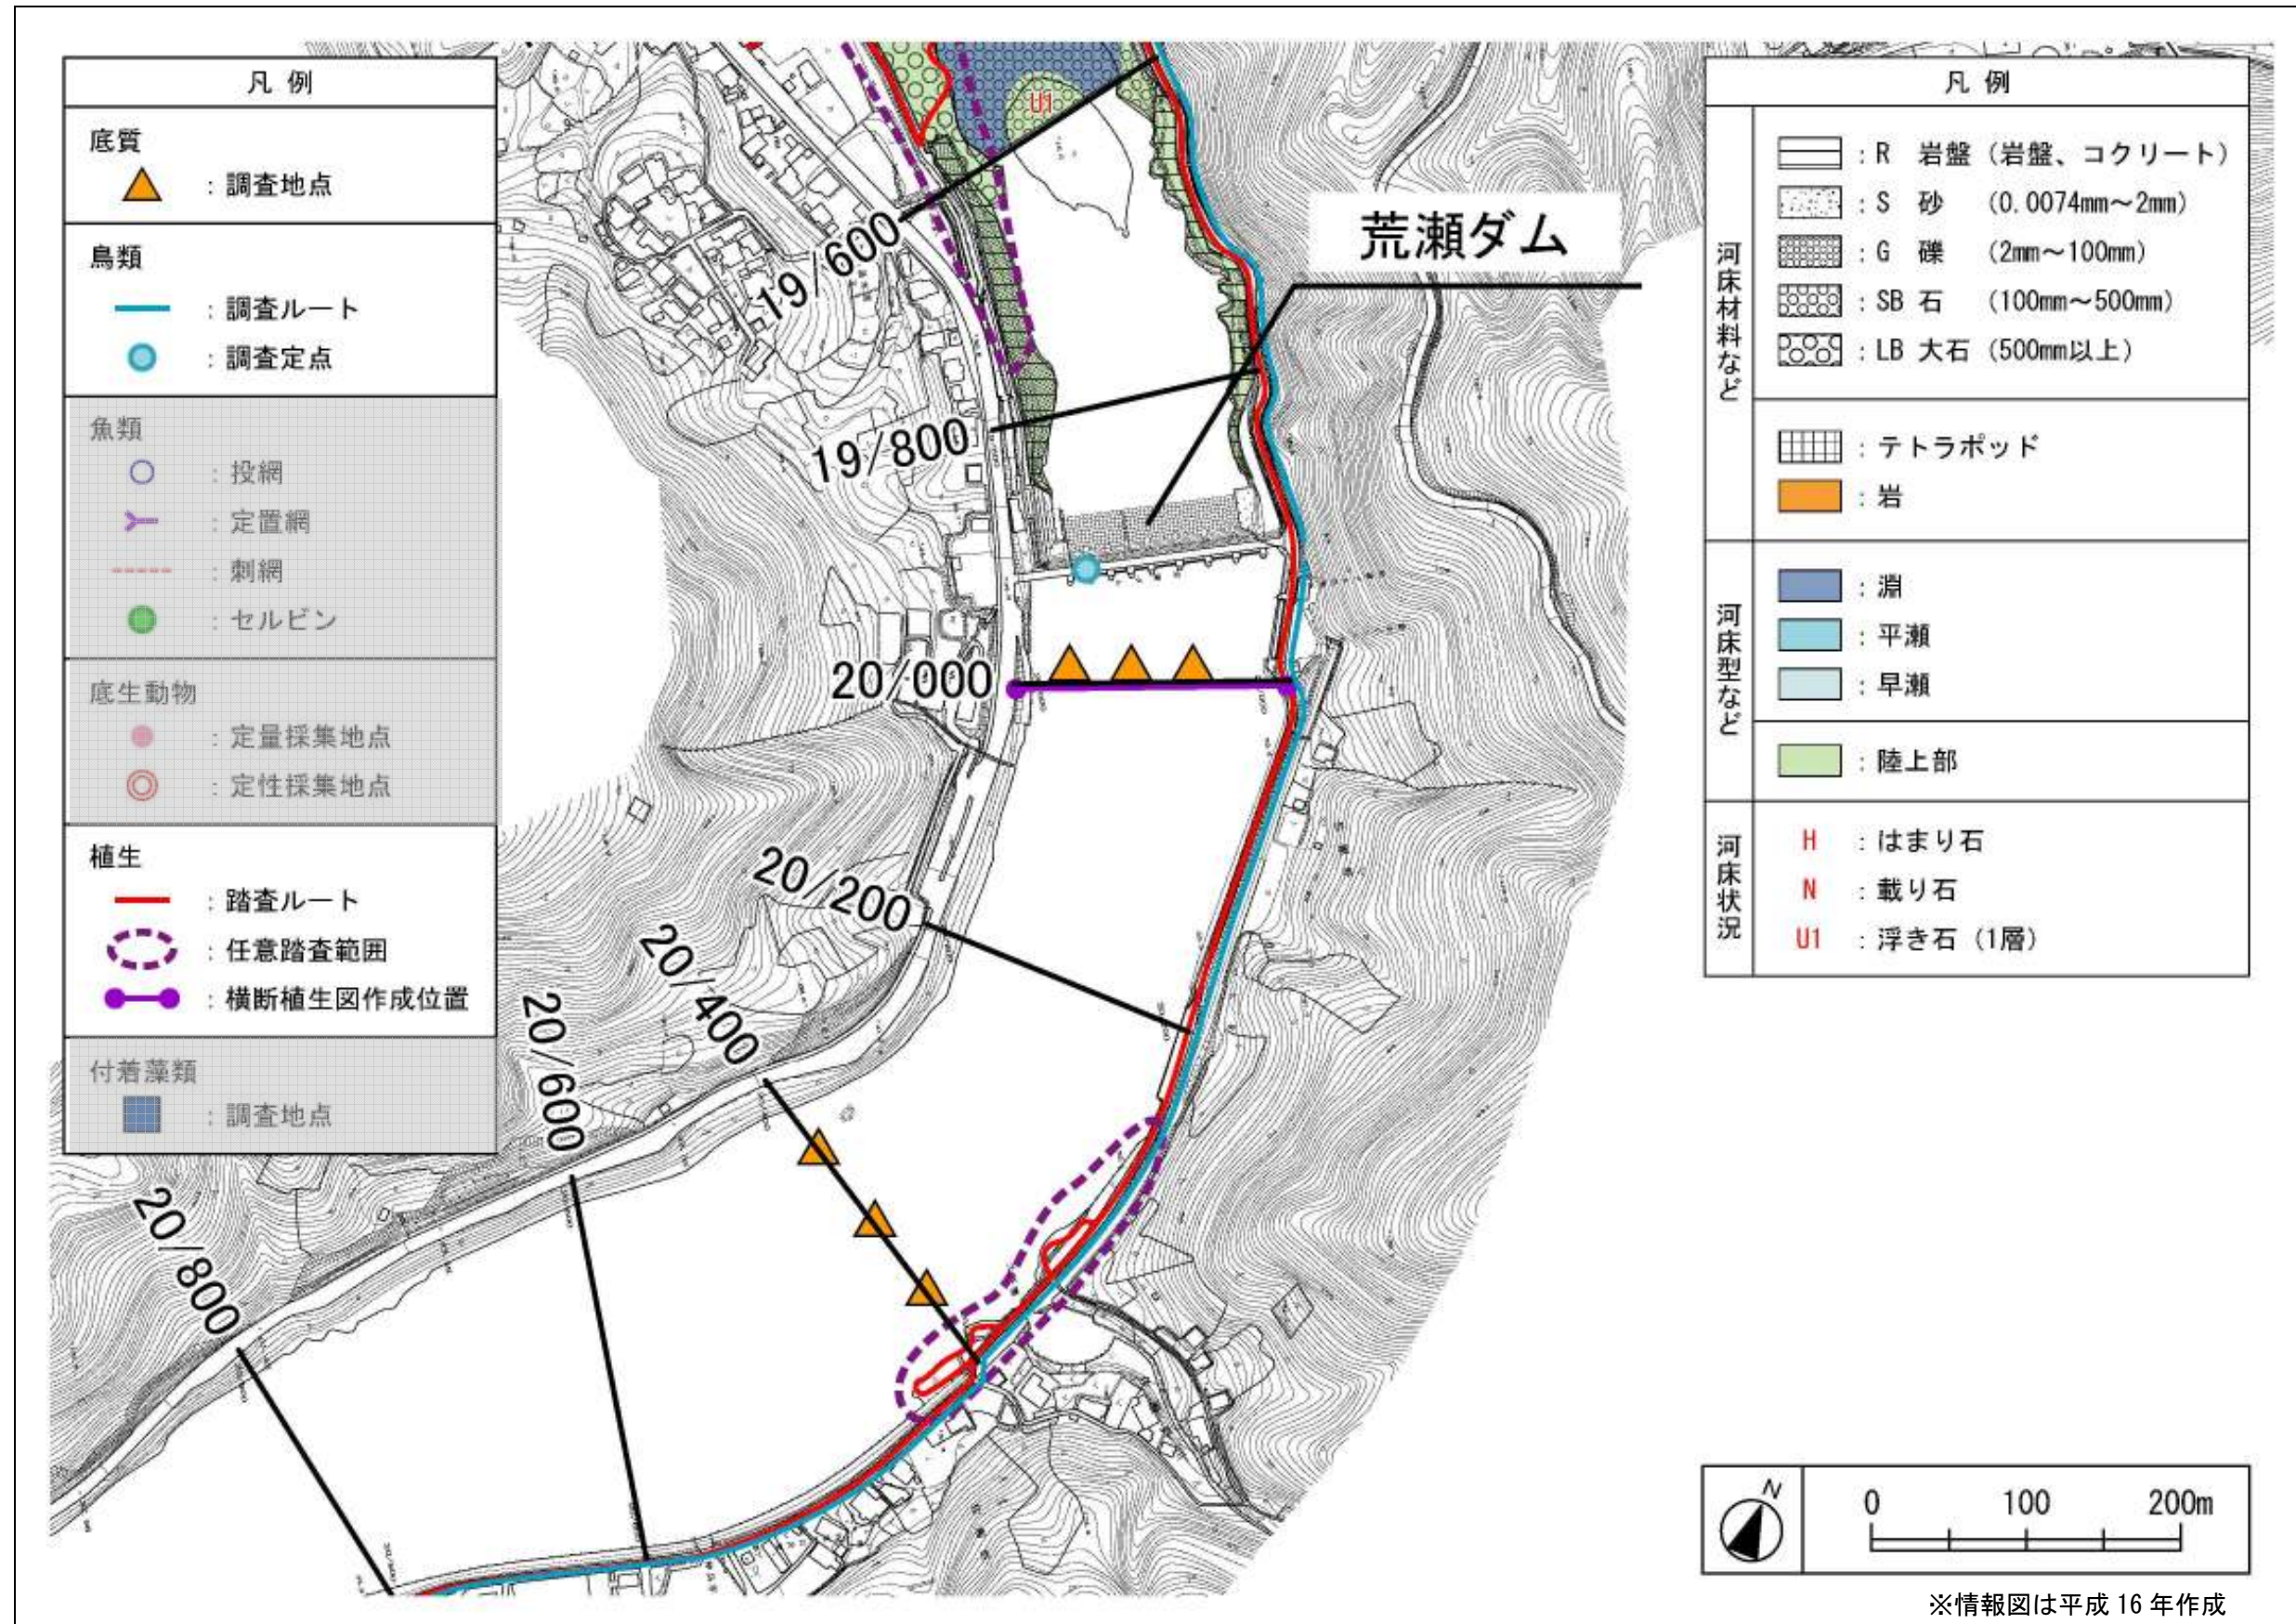 凡 例
底質
：調査地点
鳥類
：調査ルート
：調査定点
魚類
：投網
：定置網
：刺網
：セルビン
底生動物
：定量採集地点
：定性採集地点
植生
：踏査ルート
：任意踏査範囲
：横断植生図作成位置
付着藻類
：調査地点
U1
19/600
荒瀬ダム
19/800
20/000
20/200
20/400
20/600
20/800
凡 例
河床材料など
：R 岩盤（岩盤、コクリート）
：S 砂 （0.0074mm～2mm）
：G 礫 （2mm～100mm）
：SB 石 （100mm～500mm）
：LB 大石（500mm以上）
：テトラポッド
：岩
河床型など
：淵
：平瀬
：早瀬
：陸上部
河床状況
H ：はまり石
N ：載り石
U1 ：浮き石（1層）
N
0 100 200m
※情報図は平成 16 年作成